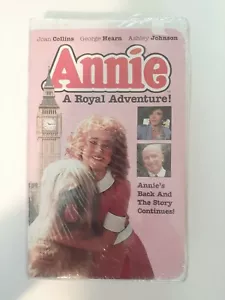 Joan Collins George Hearn Ashley Johnson
Annie
A Royal Adventure!
Annie's
Back And
The Story
Continues!